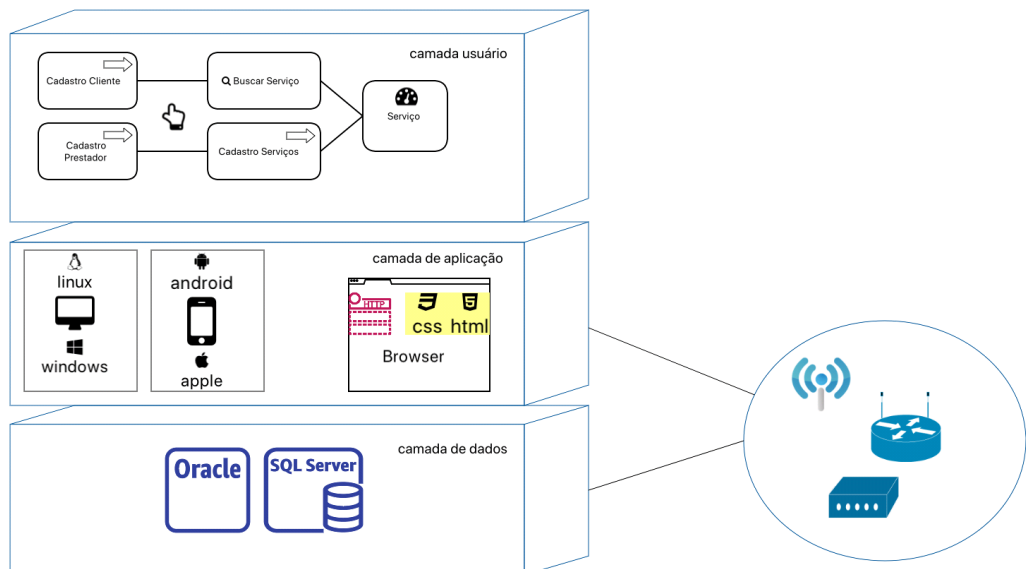 camada usuário
Cadastro Cliente
Buscar Serviço
Serviço
Cadastro
Prestador
Cadastro Serviços
camada de aplicação
linux
windows
android
apple
HTTP
css html
Browser
camada de dados
Oracle
SQL Server